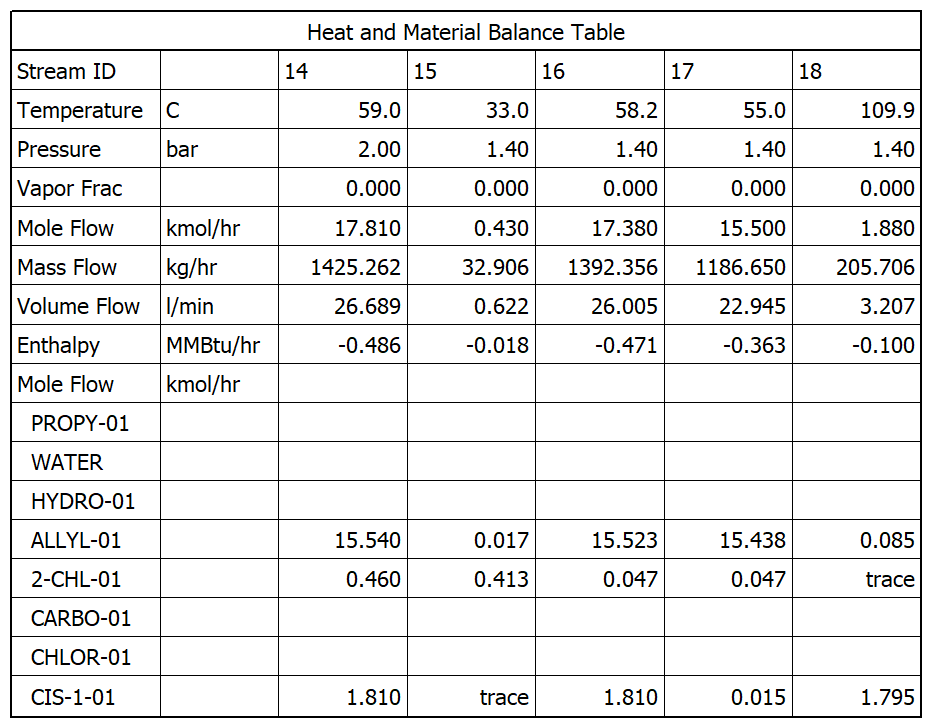 Heat and Material Balance Table
Stream ID 14 15 16 17 18
Temperature C 59.0 33.0 58.2 55.0 109.9
Pressure bar 2.00 1.40 1.40 1.40 1.40
Vapor Frac 0.000 0.000 0.000 0.000 0.000
Mole Flow kmol/hr 17.810 0.430 17.380 15.500 1.880
Mass Flow kg/hr 1425.262 32.906 1392.356 1186.650 205.706
Volume Flow l/min 26.689 0.622 26.005 22.945 3.207
Enthalpy MMBtu/hr -0.486 -0.018 -0.471 -0.363 -0.100
Mole Flow kmol/hr
PROPY-01
WATER
HYDRO-01
ALLYL-01 15.540 0.017 15.523 15.438 0.085
2-CHL-01 0.460 0.413 0.047 0.047 trace
CARBO-01
CHLOR-01
CIS-1-01 1.810 trace 1.810 0.015 1.795